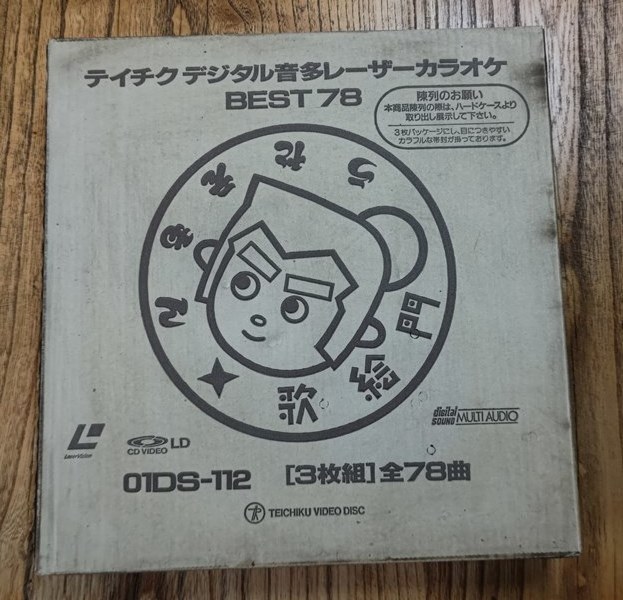 テイチク デジタル音多レーザーカラオケ
BEST 78
陳列のお願い
本商品陳列の際は、ハードケースより
取り出し展示して下さい。
3枚パッケージにし、目につきやすい
カラフルな帯封が掛っております。
うたえもん
歌絵門
digital
SOUND MULTI AUDIO
LaserVision
CD VIDEO LD
01DS-112 [3枚組]全78曲
TEICHIKU VIDEO DISC